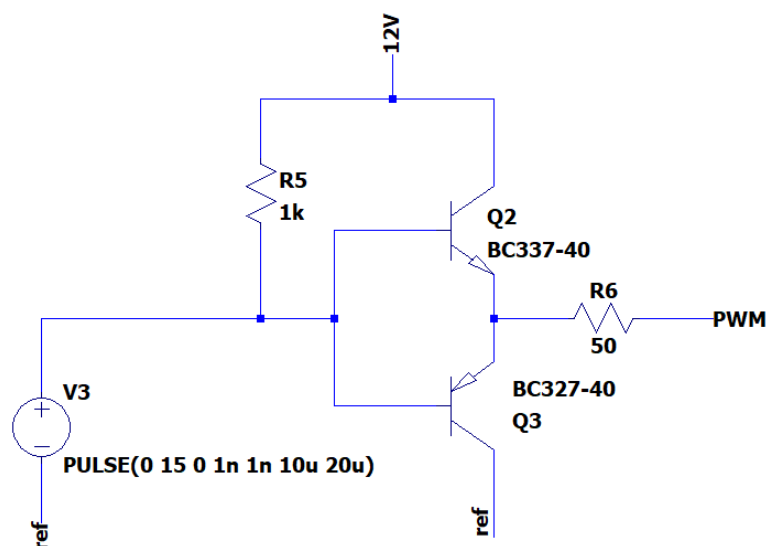 12V
R5
1k
Q2
BC337-40
R6
50
PWM
BC327-40
Q3
V3
+
−
PULSE(0 15 0 1n 1n 10u 20u)
ref
ref